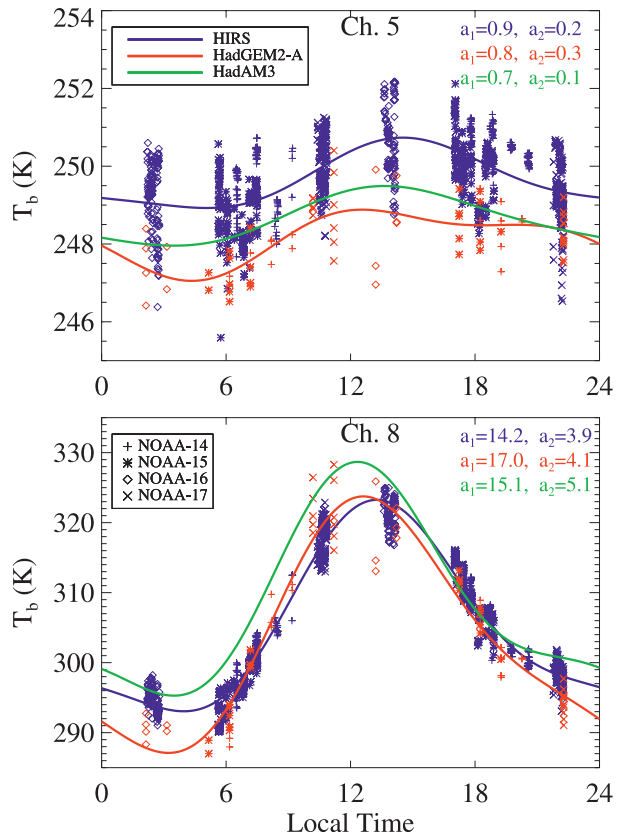 Ch. 5
HIRS
HadGEM2-A
HadAM3
a1=0.9, a2=0.2
a1=0.8, a2=0.3
a1=0.7, a2=0.1
254
252
250
248
246
Tb (K)
0 6 12 18 24
Ch. 8
NOAA-14
NOAA-15
NOAA-16
NOAA-17
a1=14.2, a2=3.9
a1=17.0, a2=4.1
a1=15.1, a2=5.1
330
320
310
300
290
Tb (K)
0 6 12 18 24
Local Time